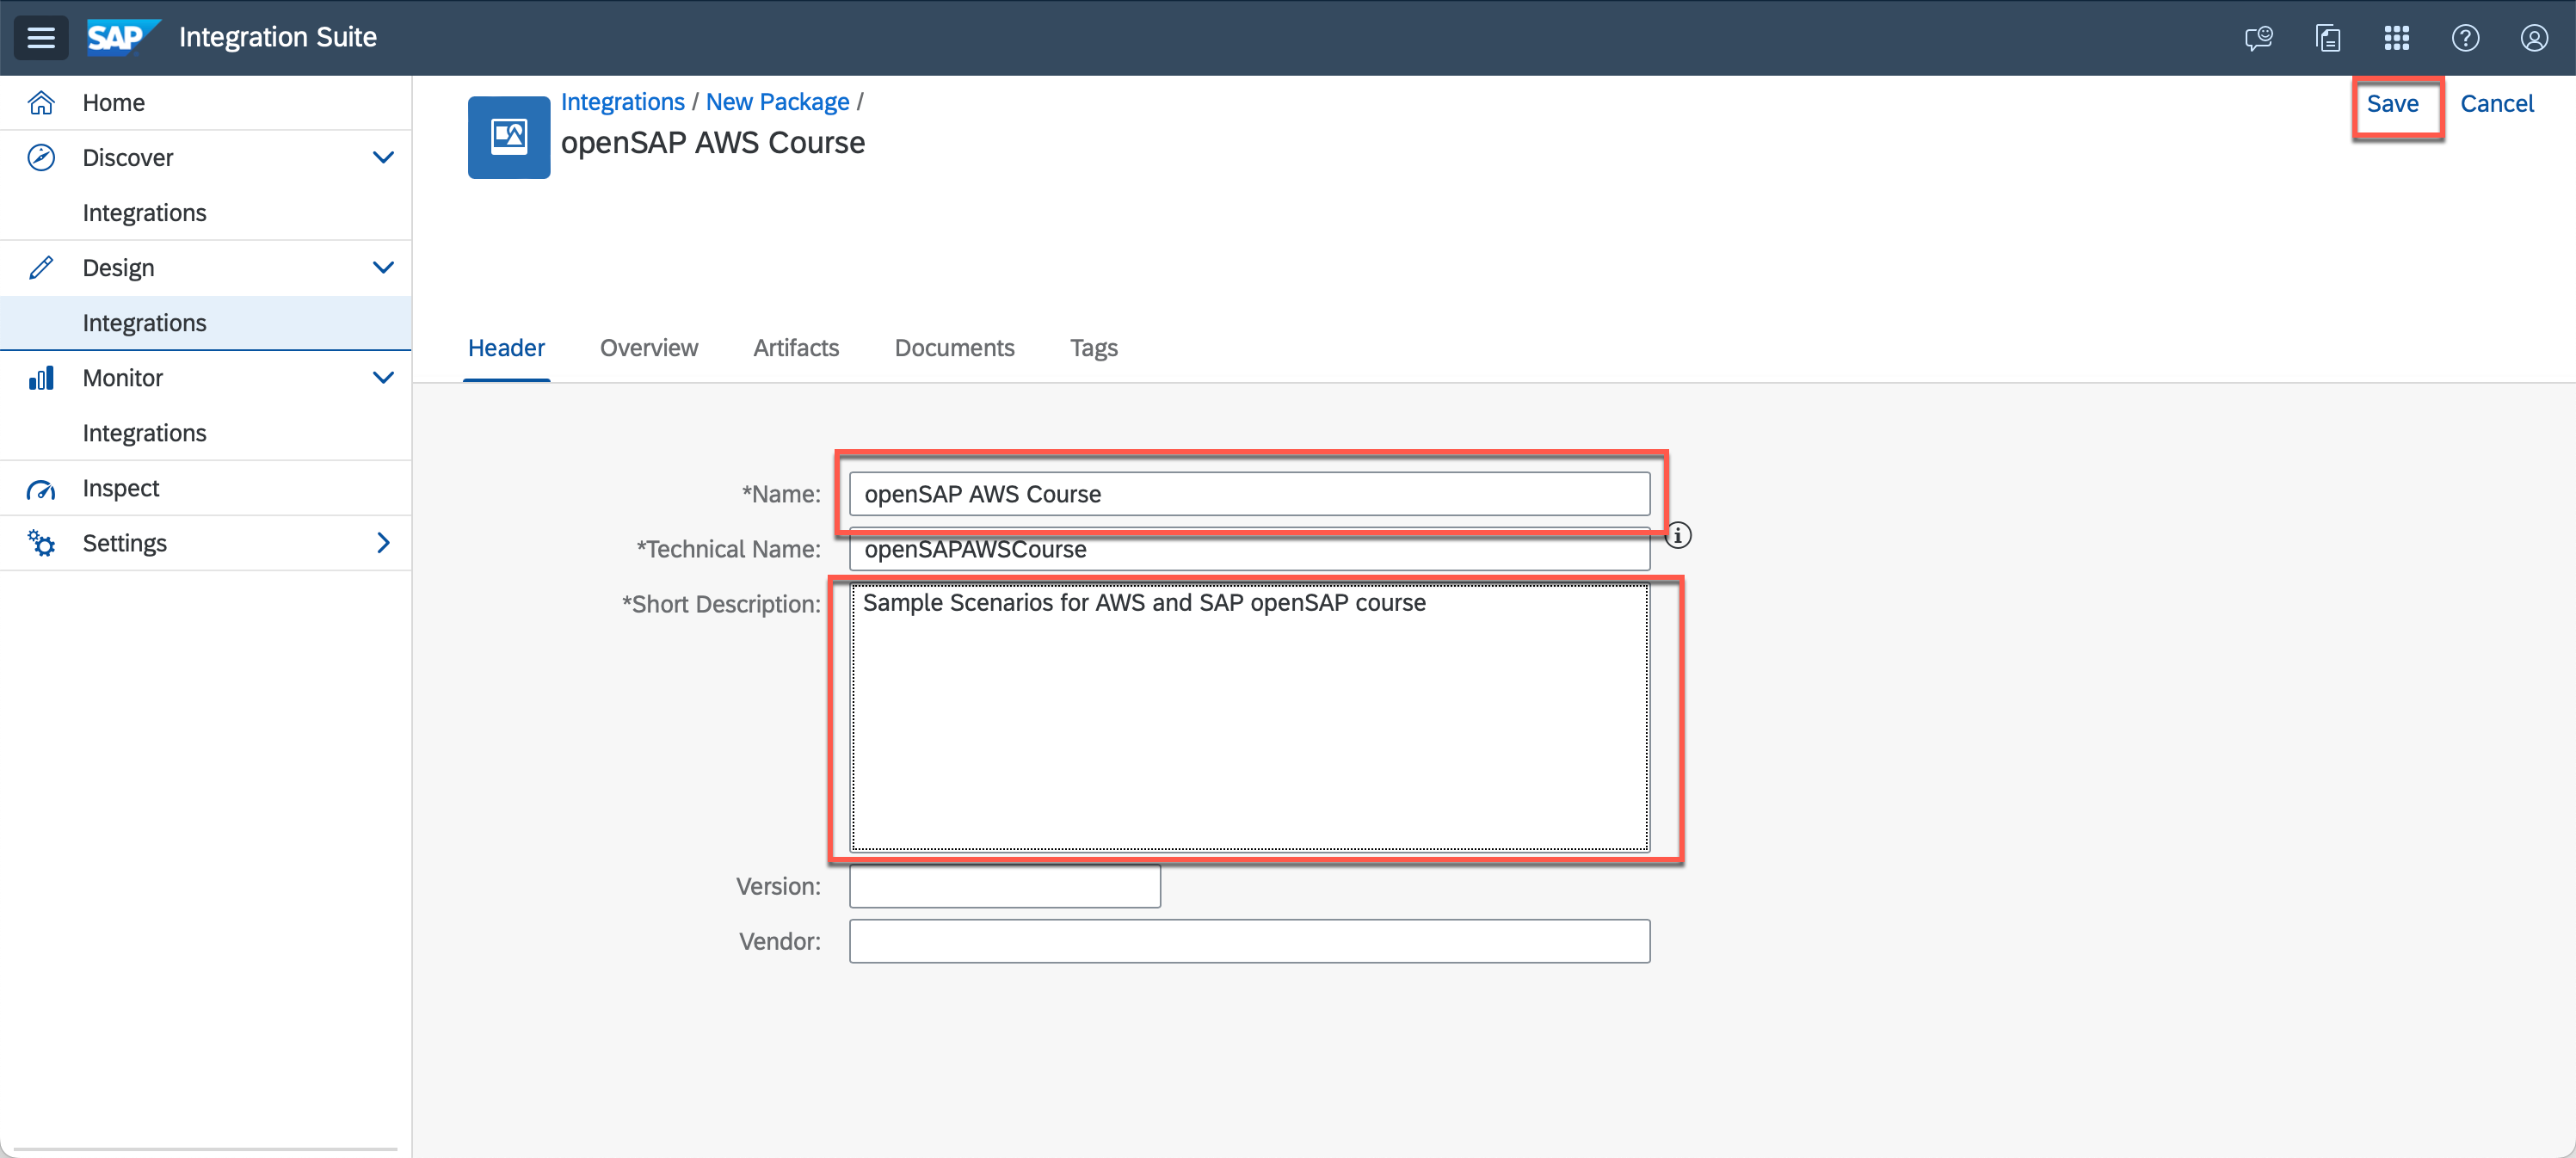 SAP Integration Suite
Home
Discover
Integrations
Design
Integrations
Monitor
Integrations
Inspect
Settings
Integrations / New Package /
openSAP AWS Course
Save Cancel
Header Overview Artifacts Documents Tags
*Name: openSAP AWS Course
*Technical Name: openSAPAWSCourse
*Short Description: Sample Scenarios for AWS and SAP openSAP course
Version:
Vendor: